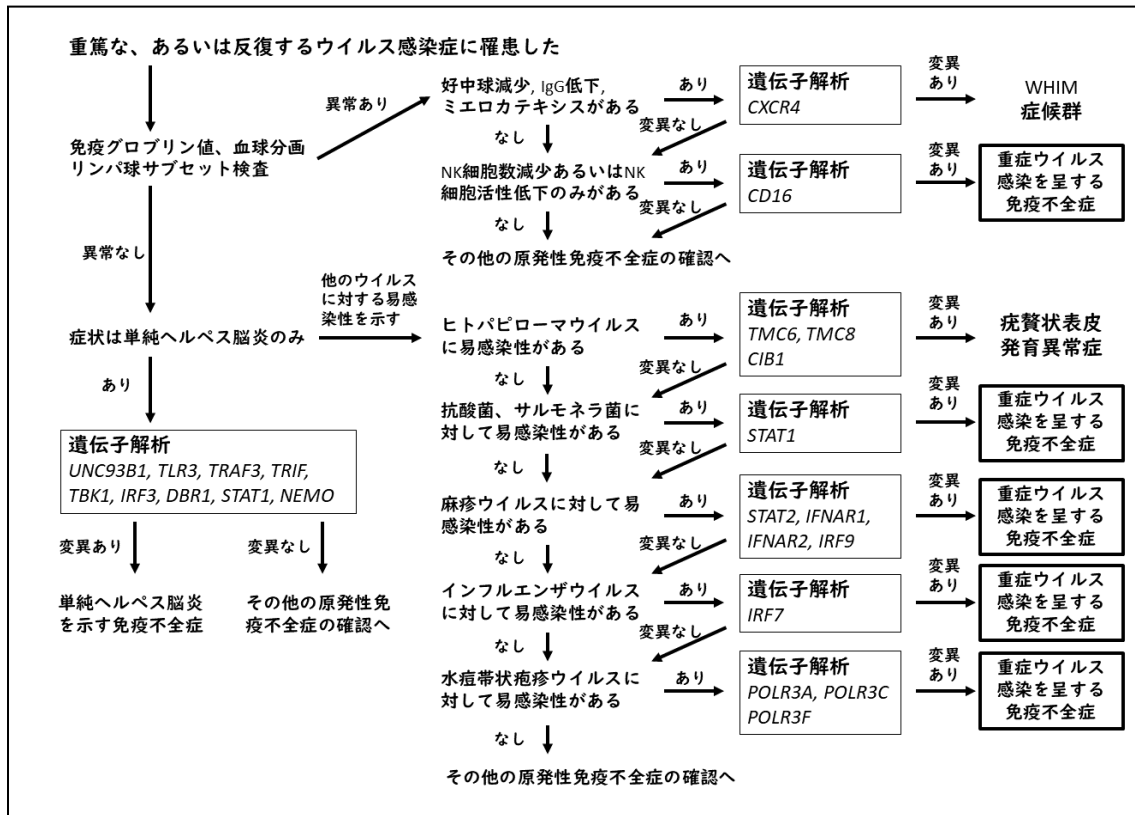 重篤な、あるいは反復するウイルス感染症に罹患した
異常あり
免疫グロブリン値、血球分画
リンパ球サブセット検査
好中球減少, IgG低下,
ミエロカテキシスがある
あり
遺伝子解析
CXCR4
変異
あり
WHIM
症候群
なし
変異なし
NK細胞数減少あるいはNK
細胞活性低下のみがある
あり
遺伝子解析
CD16
変異
あり
重症ウイルス
感染を呈する
免疫不全症
なし
変異なし
その他の原発性免疫不全症の確認へ
異常なし
症状は単純ヘルペス脳炎のみ
他のウイルス
に対する易感
染性を示す
ヒトパピローマウイルス
に易感染性がある
あり
遺伝子解析
TMC6, TMC8
CIB1
変異
あり
疣贅状表皮
発育異常症
なし
変異なし
抗酸菌、サルモネラ菌に
対して易感染性がある
あり
遺伝子解析
STAT1
変異
あり
重症ウイルス
感染を呈する
免疫不全症
なし
変異なし
麻疹ウイルスに対して易
感染性がある
あり
遺伝子解析
STAT2, IFNAR1,
IFNAR2, IRF9
変異
あり
重症ウイルス
感染を呈する
免疫不全症
なし
変異なし
インフルエンザウイルス
に対して易感染性がある
あり
遺伝子解析
IRF7
変異
あり
重症ウイルス
感染を呈する
免疫不全症
なし
変異なし
水痘帯状疱疹ウイルスに
対して易感染性がある
あり
遺伝子解析
POLR3A, POLR3C
POLR3F
変異
あり
重症ウイルス
感染を呈する
免疫不全症
なし
その他の原発性免疫不全症の確認へ
あり
遺伝子解析
UNC93B1, TLR3, TRAF3, TRIF,
TBK1, IRF3, DBR1, STAT1, NEMO
変異あり
変異なし
単純ヘルペス脳炎
を示す免疫不全症
その他の原発性免
疫不全症の確認へ